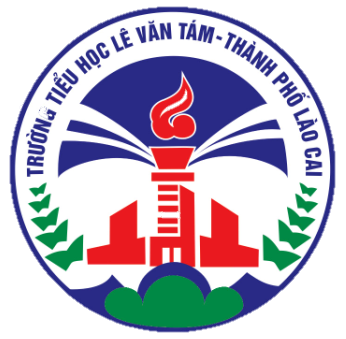 TRƯỜNG TIỂU HỌC LÊ VĂN TÁM - THÀNH PHỐ LÀO CAI